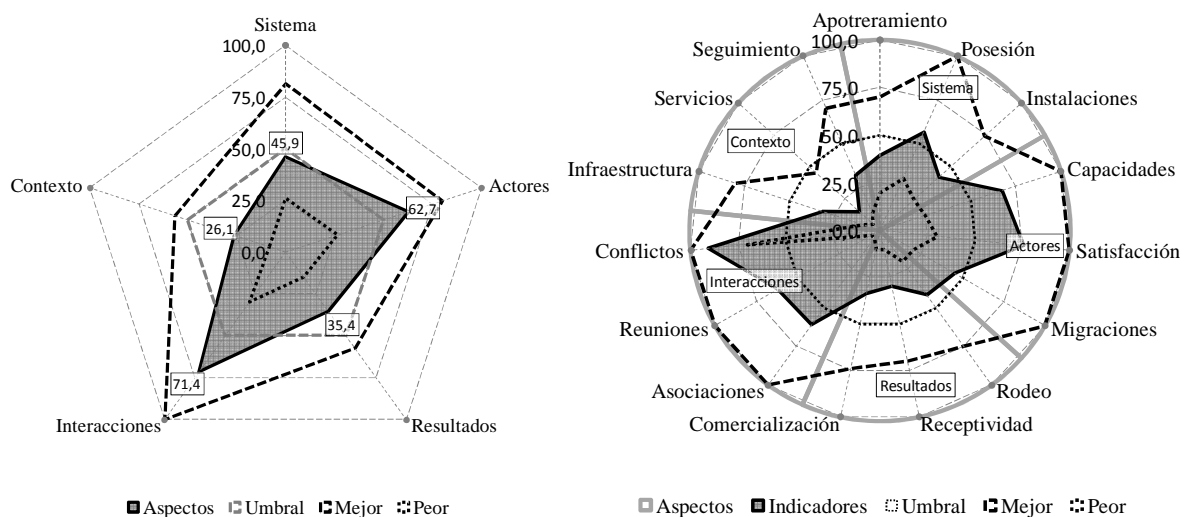 Sistema
100,0
75,0
50,0
45,9
25,0
0,0
Contexto
26,1
Actores
62,7
35,4
71,4
Interacciones
Resultados
Aspectos Umbral Mejor Peor
Apotreramiento
100,0
Seguimiento
Posesión
75,0
Sistema
Servicios
Instalaciones
Contexto
50,0
Infraestructura
Capacidades
25,0
0,0
Conflictos
Actores
Satisfacción
Interacciones
Reuniones
Migraciones
Asociaciones
Resultados
Rodeo
Comercialización
Receptividad
Aspectos Indicadores Umbral Mejor Peor